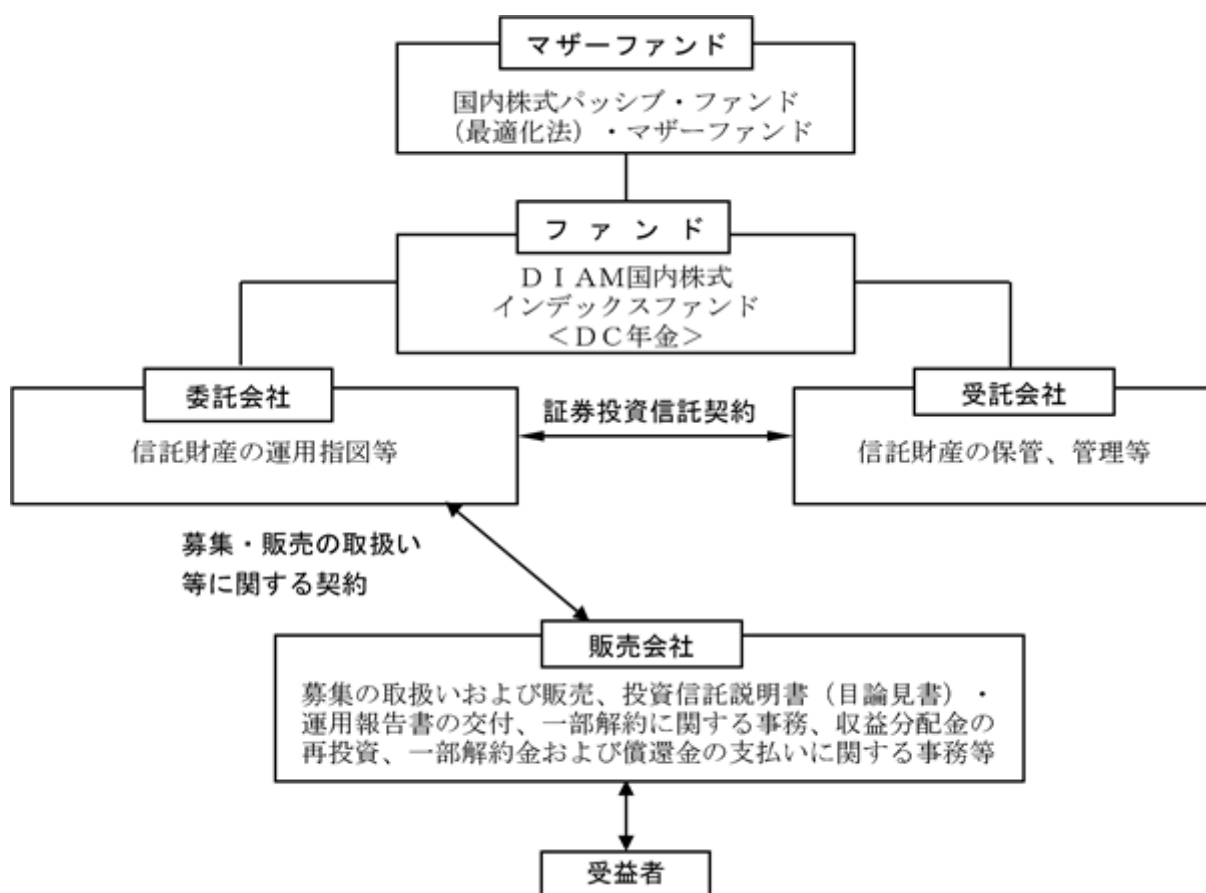 マザーファンド
国内株式パッシブ・ファンド
（最適化法）・マザーファンド
ファンド
ＤＩＡＭ国内株式
インデックスファンド
＜ＤＣ年金＞
委託会社
信託財産の運用指図等
証券投資信託契約
受託会社
信託財産の保管、管理等
募集・販売の取扱い
等に関する契約
販売会社
募集の取扱いおよび販売、投資信託説明書（目論見書）・
運用報告書の交付、一部解約に関する事務、収益分配金の
再投資、一部解約金および償還金の支払いに関する事務等
受益者